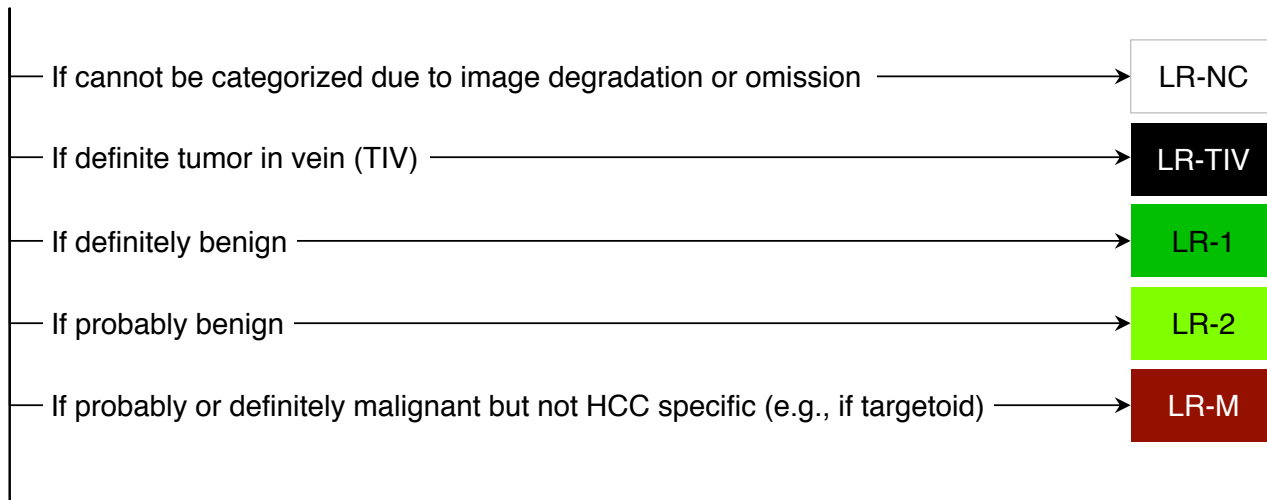 If cannot be categorized due to image degradation or omission LR-NC
If definite tumor in vein (TIV) LR-TIV
If definitely benign LR-1
If probably benign LR-2
If probably or definitely malignant but not HCC specific (e.g., if targetoid) LR-M